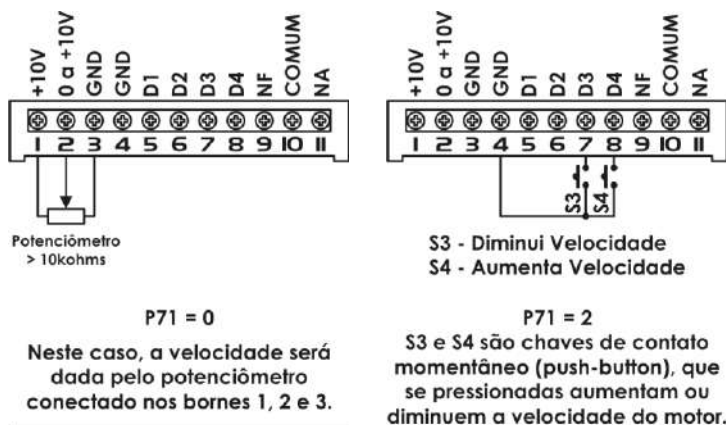 +10V
0 a +10V
GND
GND
D1
D2
D3
D4
NF
COMUM
NA
1 2 3 4 5 6 7 8 9 10 11
Potenciômetro
> 10kohms
P71 = 0
Neste caso, a velocidade será
dada pelo potenciômetro
conectado nos bornes 1, 2 e 3.
+10V
0 a +10V
GND
GND
D1
D2
D3
D4
NF
COMUM
NA
1 2 3 4 5 6 7 8 9 10 11
S3
S4
S3 - Diminui Velocidade
S4 - Aumenta Velocidade
P71 = 2
S3 e S4 são chaves de contato
momentâneo (push-button), que
se pressionadas aumentam ou
diminuem a velocidade do motor.